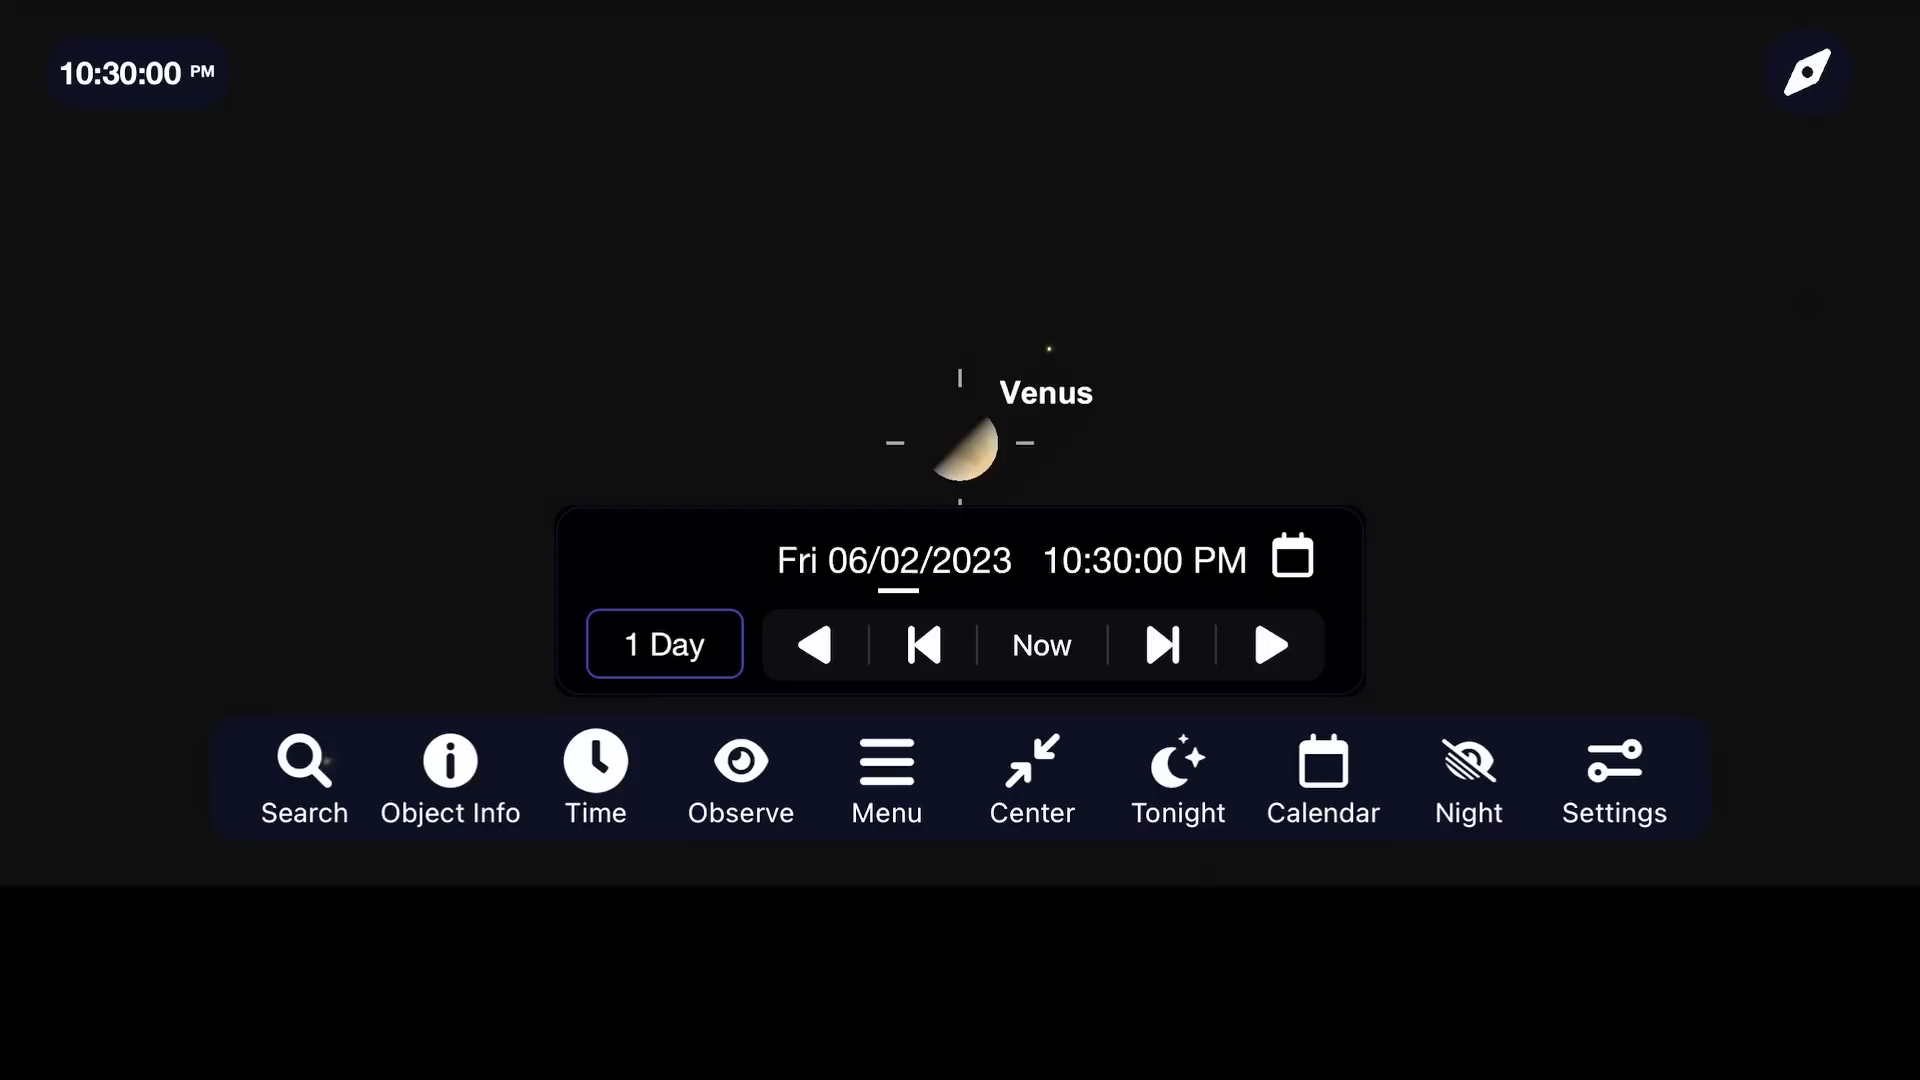 10:30:00 PM
Venus
Fri 06/02/2023 10:30:00 PM
1 Day
Now
Search Object Info Time Observe Menu Center Tonight Calendar Night Settings